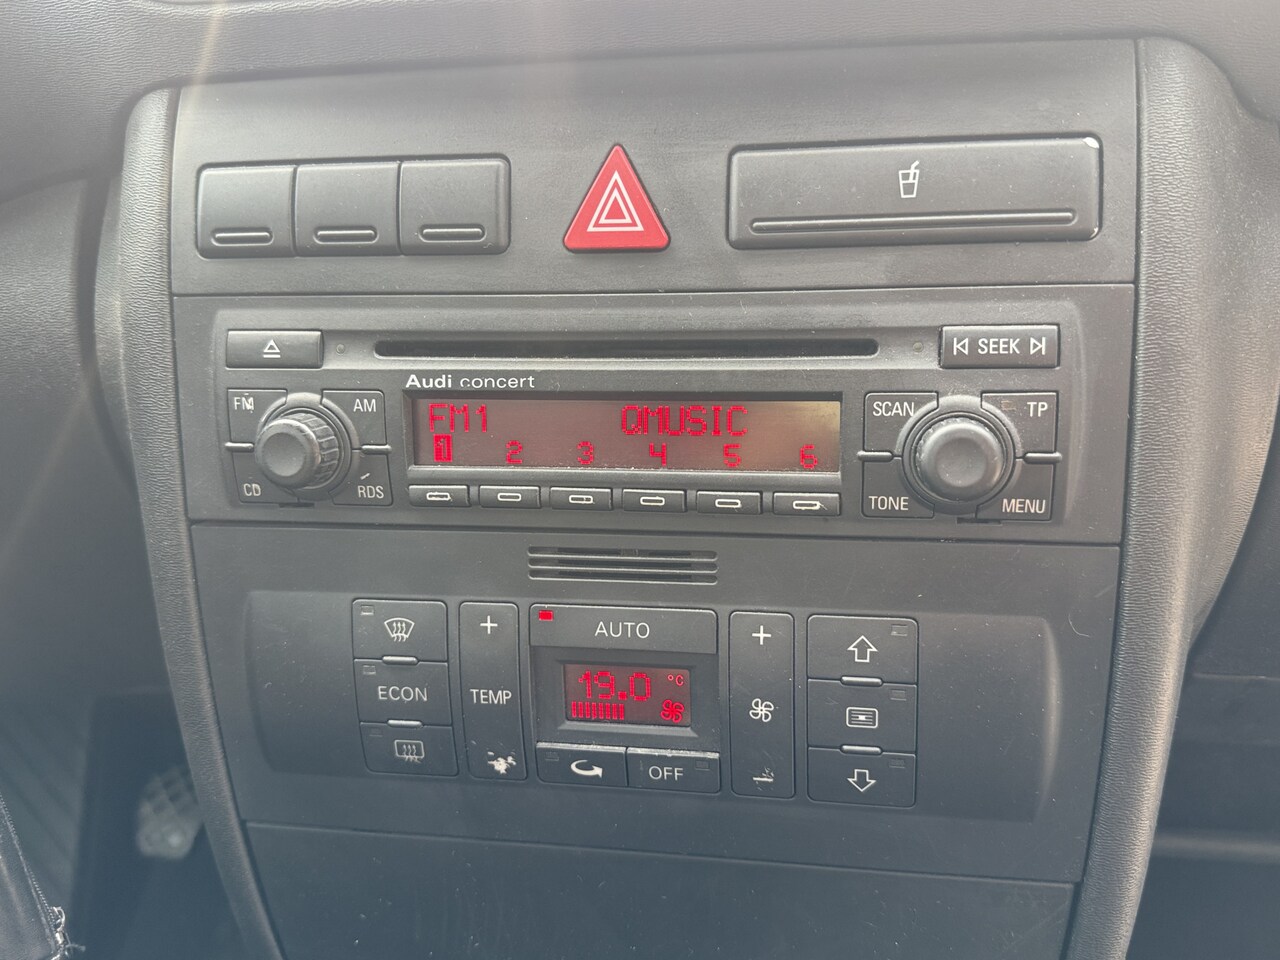 SEEK
Audi concert
FM AM
FM1 QMUSIC
SCAN TP
1 2 3 4 5 6
CD RDS
TONE MENU
+ AUTO +
ECON TEMP 19.0 °C
OFF